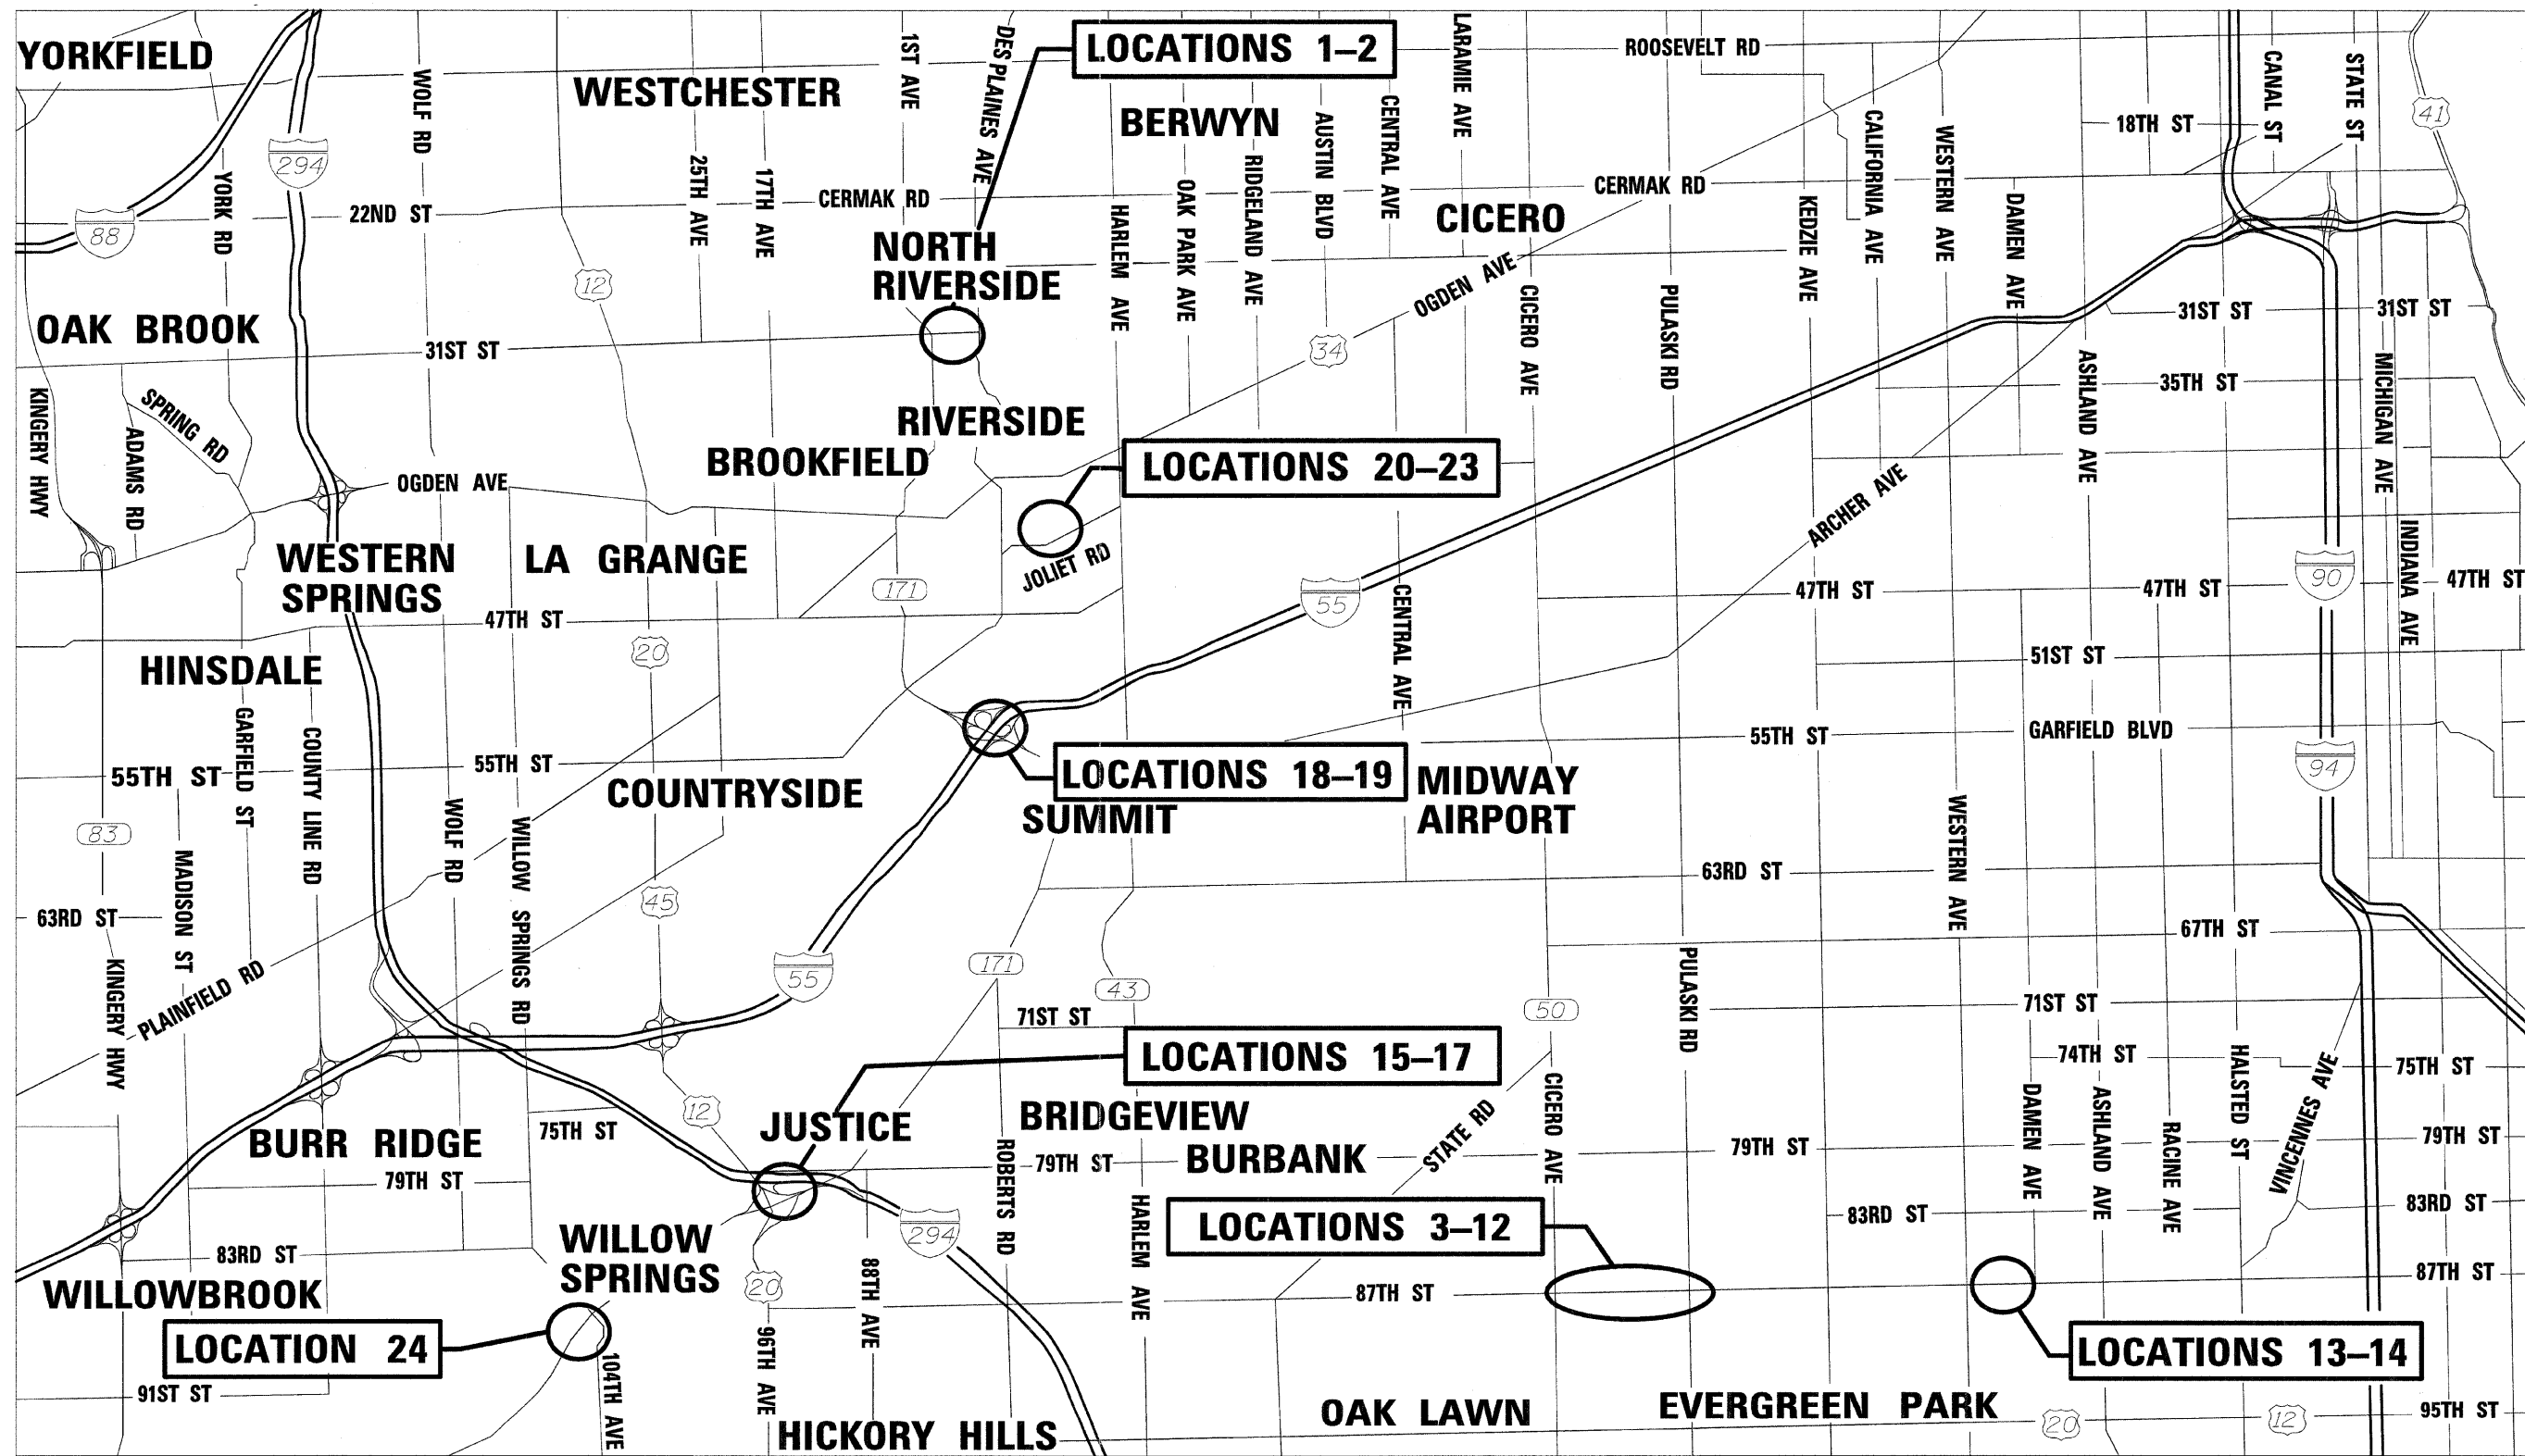 YORKFIELD
WOLF RD
WESTCHESTER
1ST AVE
DES PLAINES AVE
LOCATIONS 1–2
LARAMIE AVE
ROOSEVELT RD
CANAL ST
STATE ST
41
BERWYN
AUSTIN BLVD
CENTRAL AVE
CALIFORNIA AVE
WESTERN AVE
18TH ST
294
YORK RD
25TH AVE
17TH AVE
CERMAK RD
OAK PARK AVE
RIDGELAND AVE
CERMAK RD
KEDZIE AVE
DAMEN AVE
88
22ND ST
HARLEM AVE
CICERO
NORTH
RIVERSIDE
12
OGDEN AVE
CICERO AVE
PULASKI RD
31ST ST
31ST ST
OAK BROOK
31ST ST
34
ASHLAND AVE
35TH ST
MICHIGAN AVE
KINGERY HWY
ADAMS RD
SPRING RD
RIVERSIDE
BROOKFIELD
LOCATIONS 20–23
OGDEN AVE
ARCHER AVE
INDIANA AVE
WESTERN
SPRINGS
LA GRANGE
171
JOLIET RD
55
CENTRAL AVE
47TH ST
47TH ST
90
47TH ST
47TH ST
20
51ST ST
HINSDALE
GARFIELD ST
COUNTY LINE RD
55TH ST
GARFIELD BLVD
55TH ST
55TH ST
LOCATIONS 18–19
MIDWAY
AIRPORT
94
COUNTRYSIDE
SUMMIT
83
MADISON ST
WOLF RD
WILLOW SPRINGS RD
WESTERN AVE
63RD ST
45
63RD ST
67TH ST
PLAINFIELD RD
KINGERY HWY
55
171
43
50
PULASKI RD
71ST ST
71ST ST
LOCATIONS 15–17
74TH ST
HALSTED ST
VINCENNES AVE
75TH ST
12
JUSTICE
BRIDGEVIEW
STATE RD
CICERO AVE
DAMEN AVE
ASHLAND AVE
RACINE AVE
BURR RIDGE
75TH ST
ROBERTS RD
79TH ST
BURBANK
79TH ST
79TH ST
79TH ST
HARLEM AVE
LOCATIONS 3–12
83RD ST
83RD ST
83RD ST
WILLOW
SPRINGS
294
20
88TH AVE
87TH ST
87TH ST
WILLOWBROOK
LOCATION 24
104TH AVE
96TH AVE
LOCATIONS 13–14
91ST ST
HICKORY HILLS
OAK LAWN
EVERGREEN PARK
20
12
95TH ST